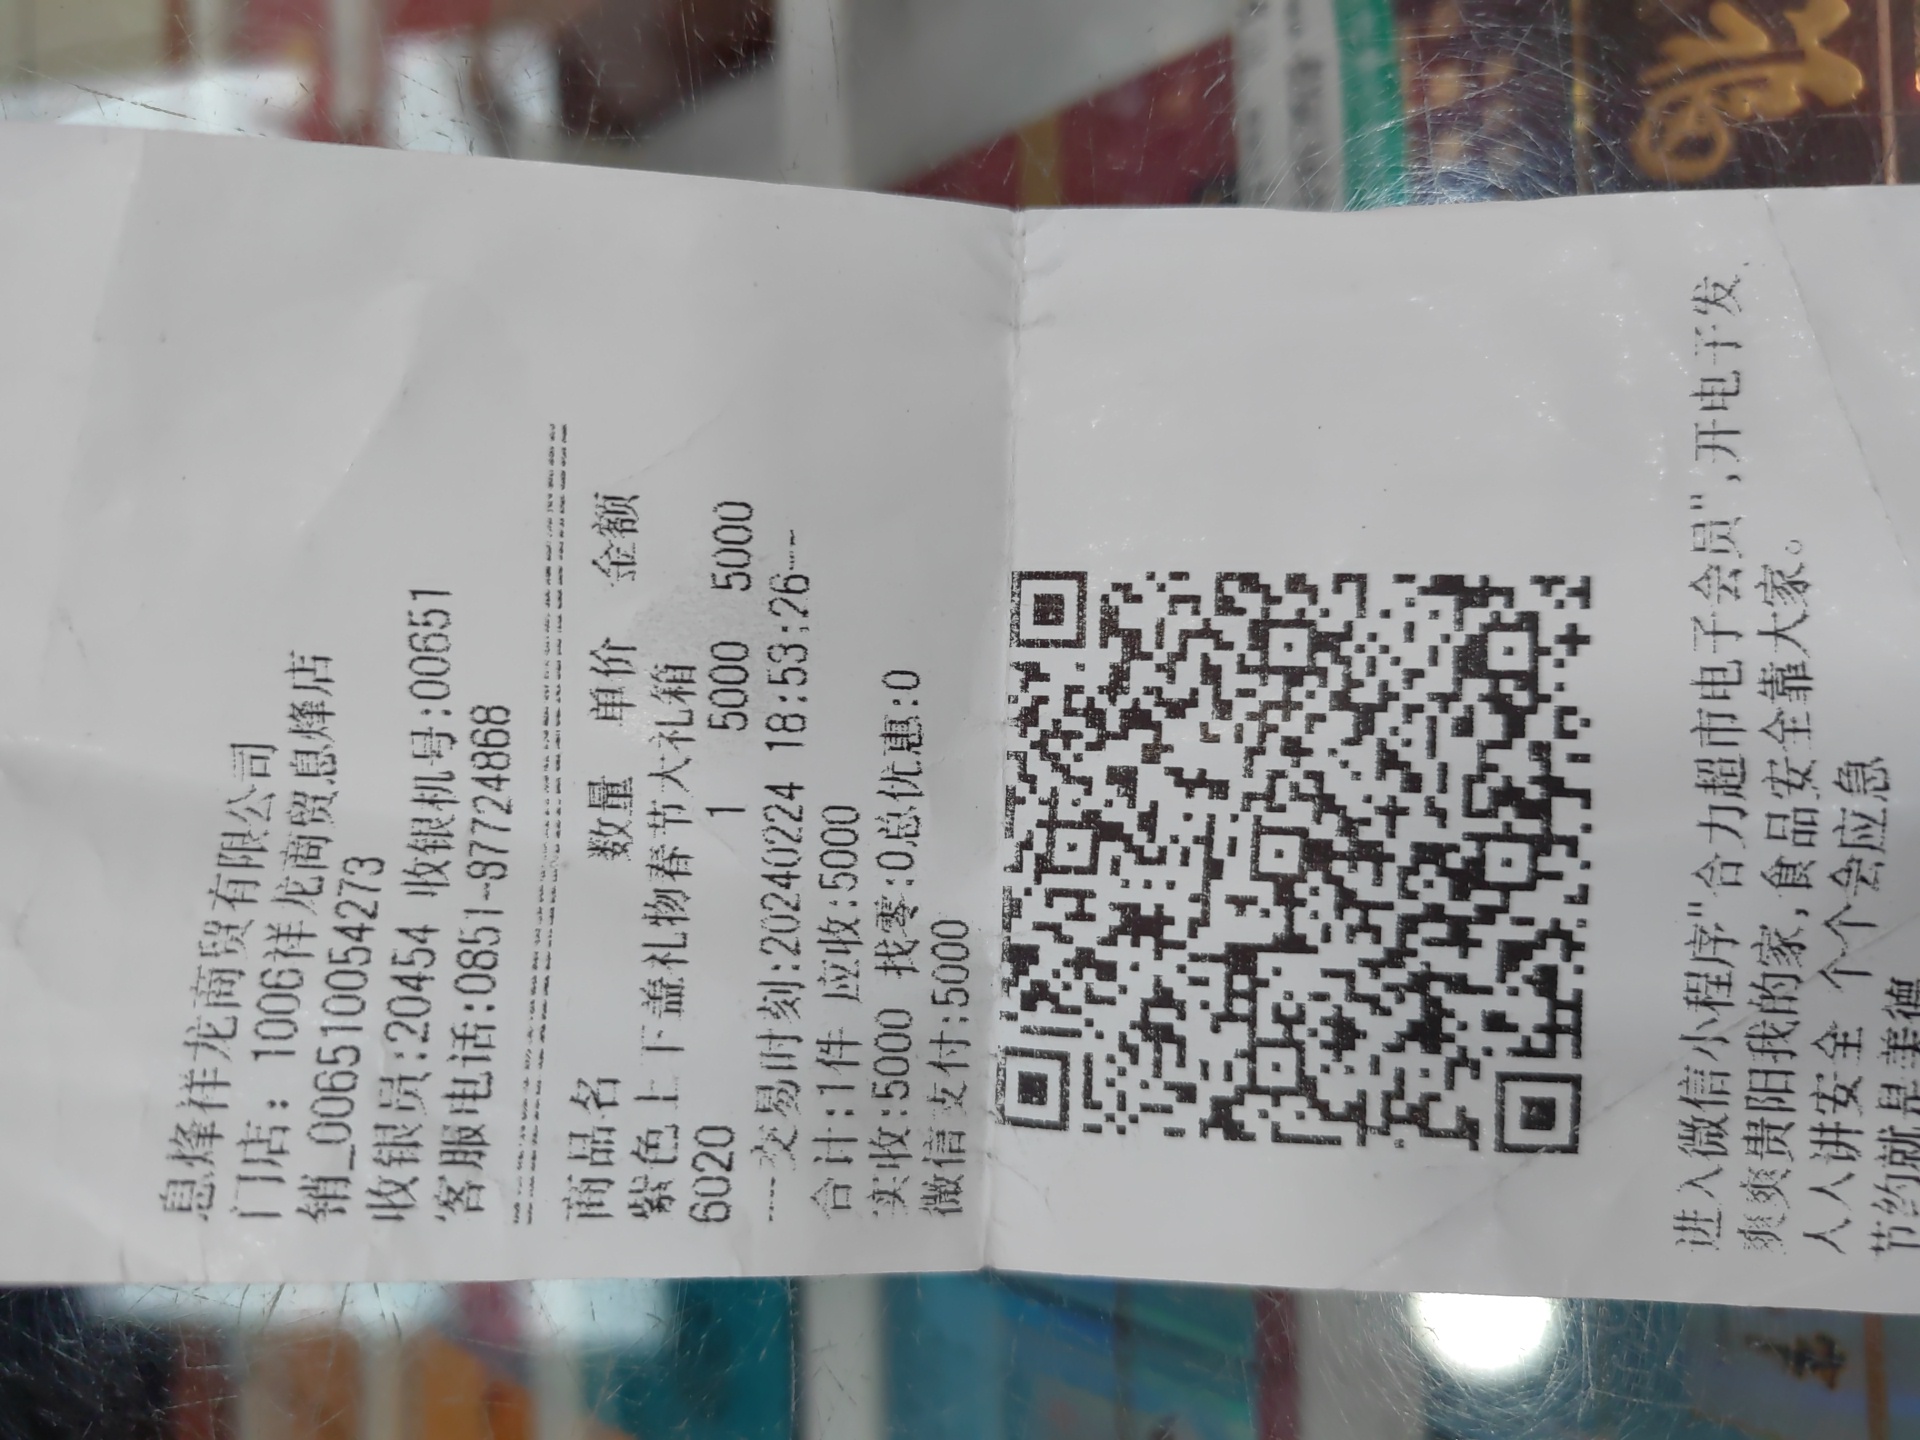 息烽祥龙商贸有限公司
门店: 1006祥龙商贸息烽店
销_006510054273
收银员:20454 收银机号:00651
客服电话:0851-87724868
商品名 数量 单价 金额
紫色上下盖礼物春节大礼箱
6020 1 5000 5000
----交易时刻:20240224 18:53:26---
合计:1件 应收:5000
实收:5000 找零:0总优惠:0
微信支付:5000
进入微信小程序"合力超市电子会员",开电子发
爽爽贵阳我的家,食品安全靠大家。
人人讲安全 个个会应急
节约就是美德